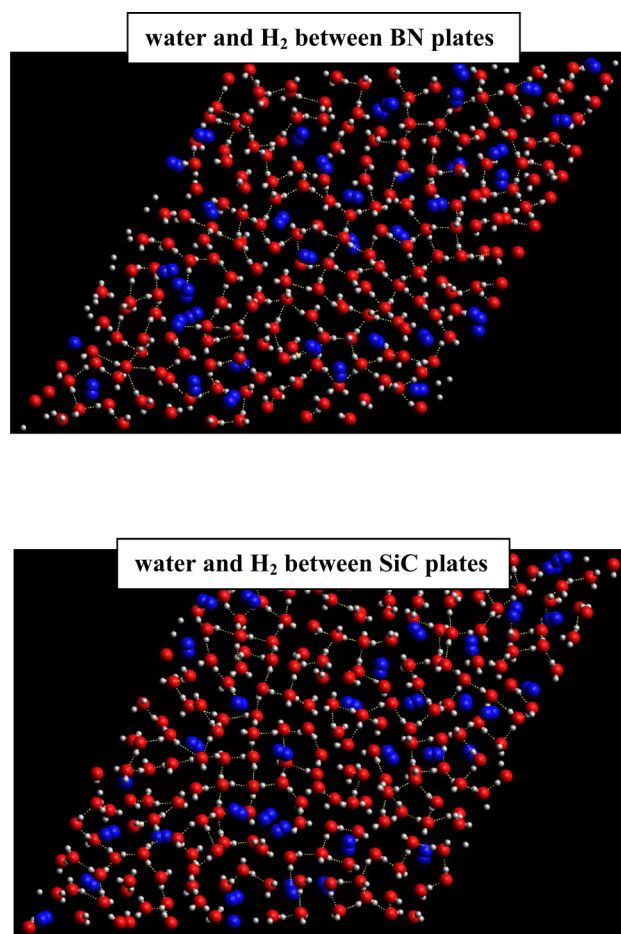 water and H₂ between BN plates
water and H₂ between SiC plates